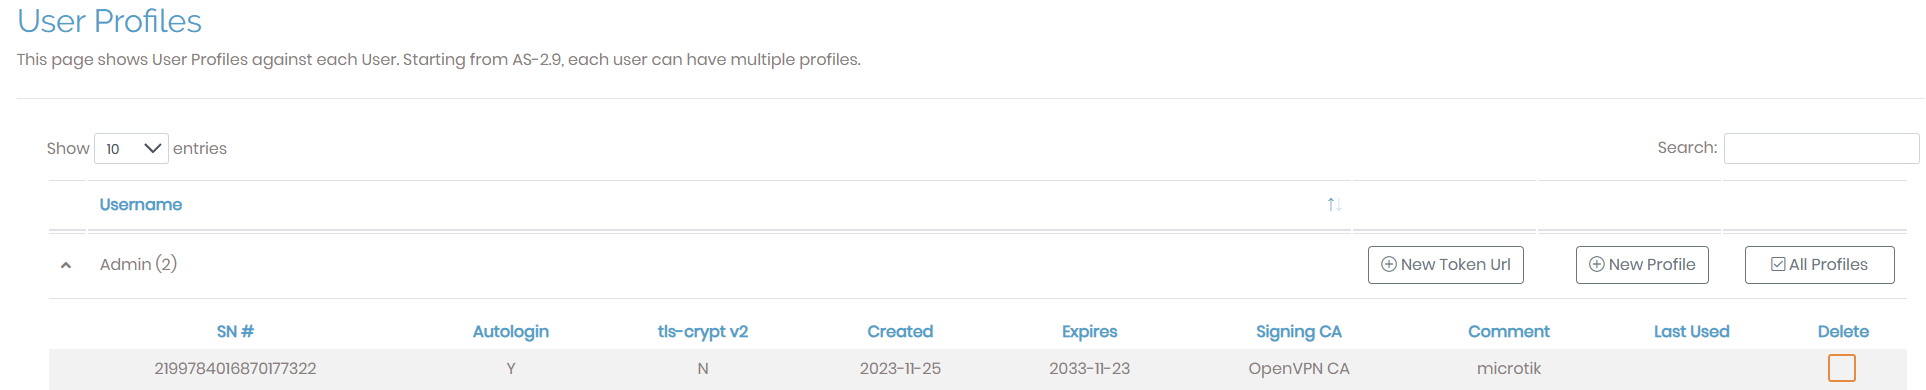 User Profiles
This page shows User Profiles against each User. Starting from AS-2.9, each user can have multiple profiles.
Show 10 entries Search:
Username
Admin (2) New Token Url New Profile All Profiles
SN # Autologin tls-crypt v2 Created Expires Signing CA Comment Last Used Delete
2199784016870177322 Y N 2023-11-25 2033-11-23 OpenVPN CA microtik